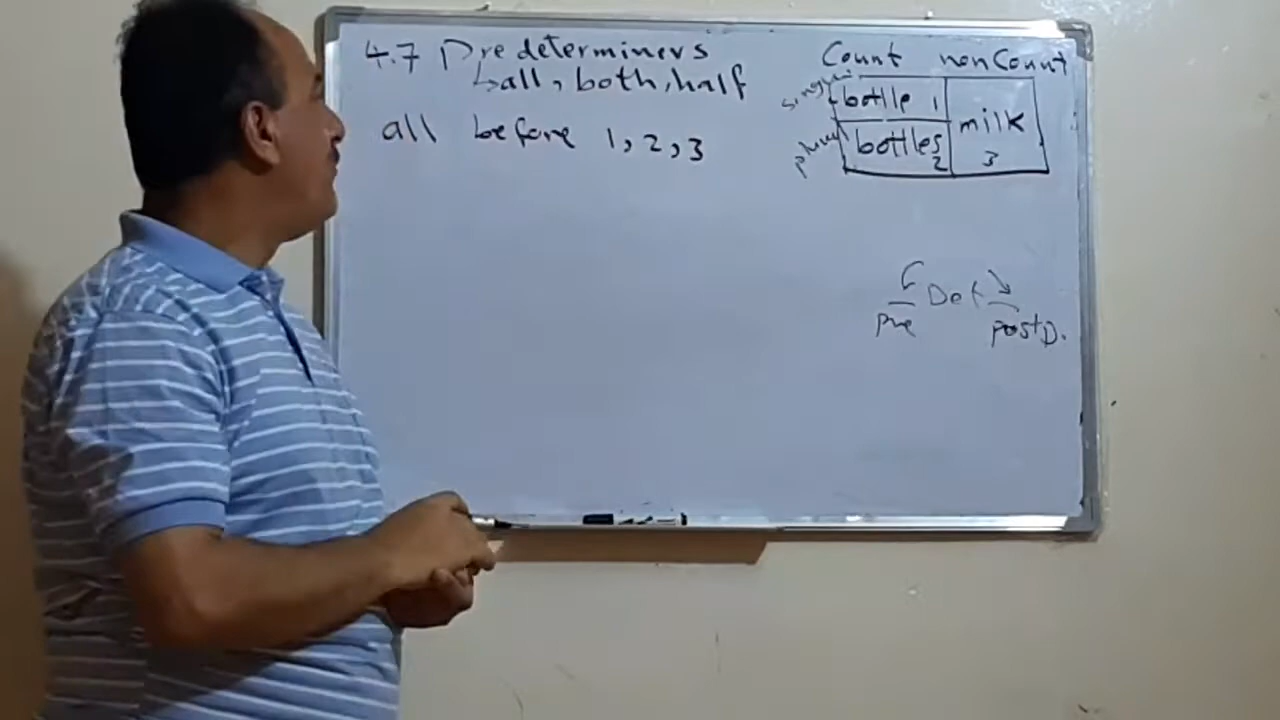 4.7 Predeterminers
all, both, half
all before 1, 2, 3
Count nonCount
singular bottle 1
plural bottles 2
milk 3
Det
pre postD.